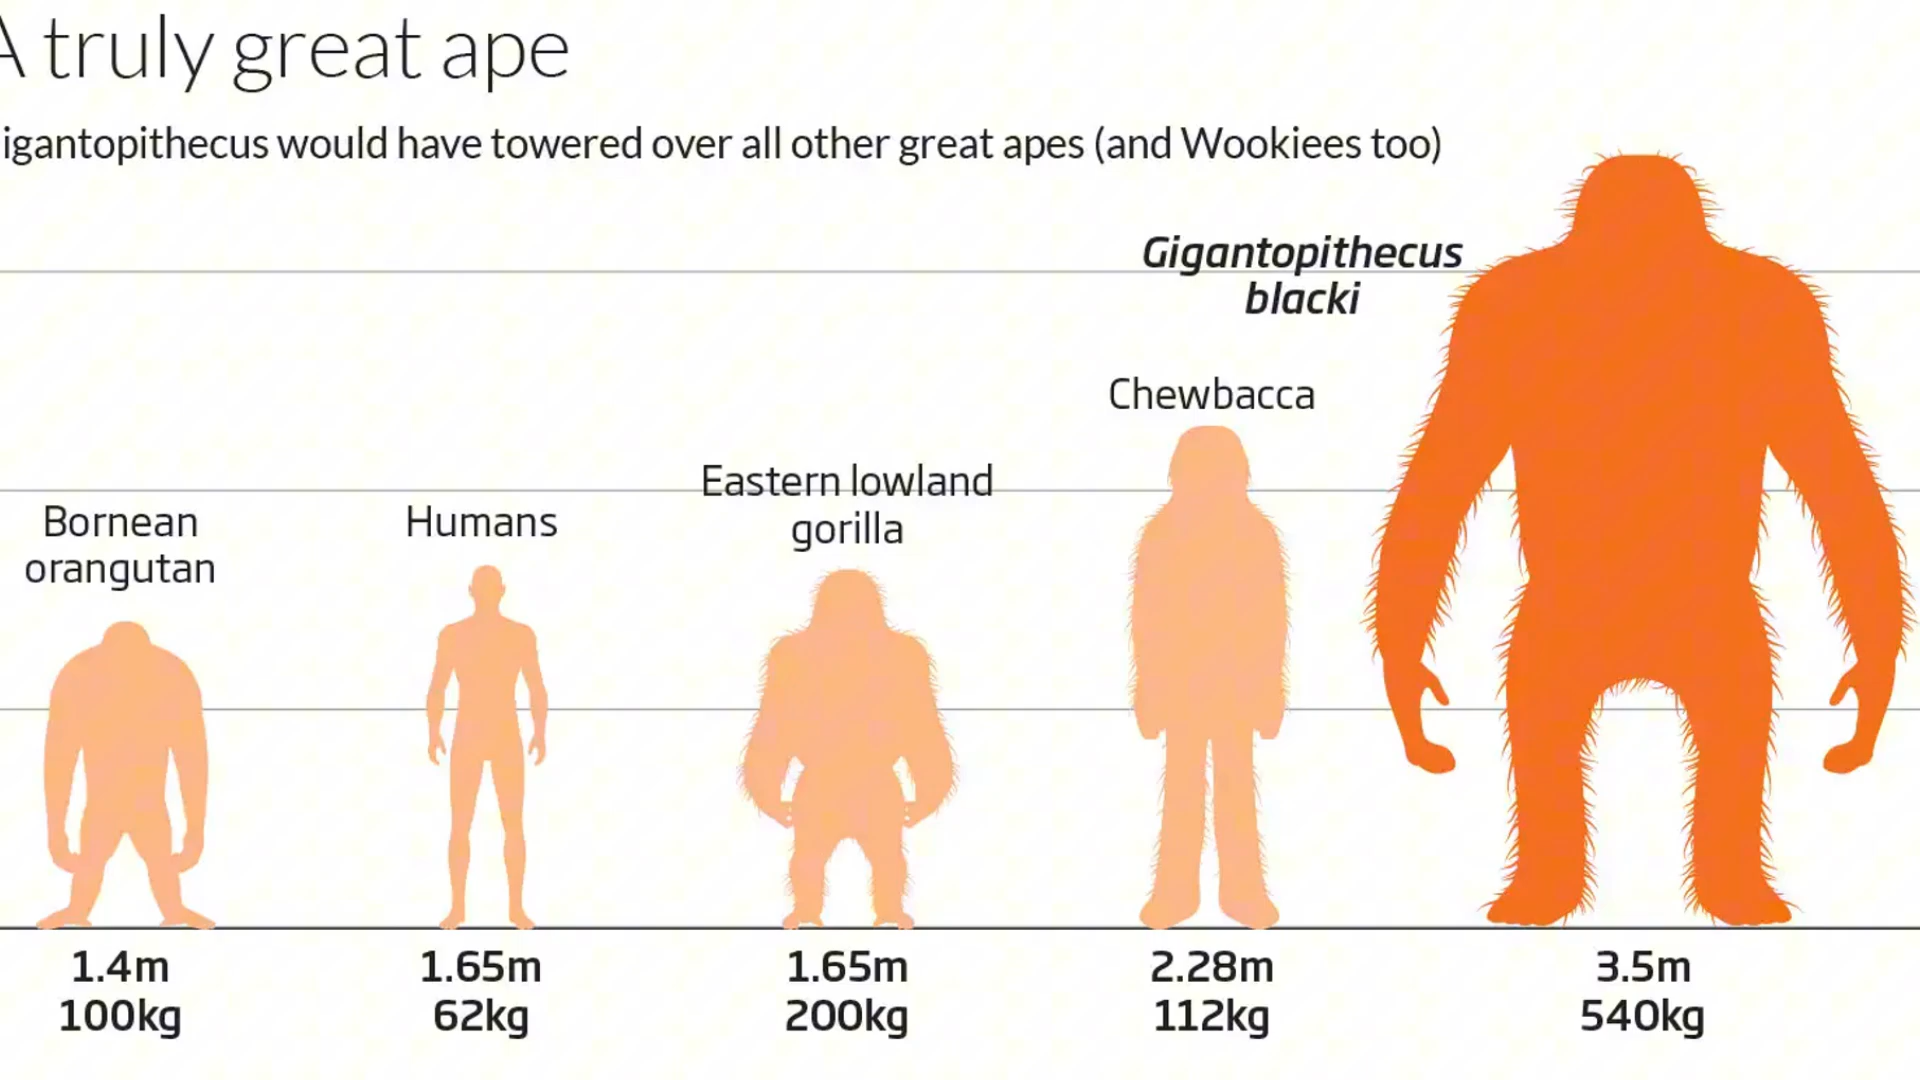 A truly great ape
igantopithecus would have towered over all other great apes (and Wookiees too)
Gigantopithecus
blacki
Chewbacca
Eastern lowland
gorilla
Humans
Bornean
orangutan
1.4m
100kg
1.65m
62kg
1.65m
200kg
2.28m
112kg
3.5m
540kg